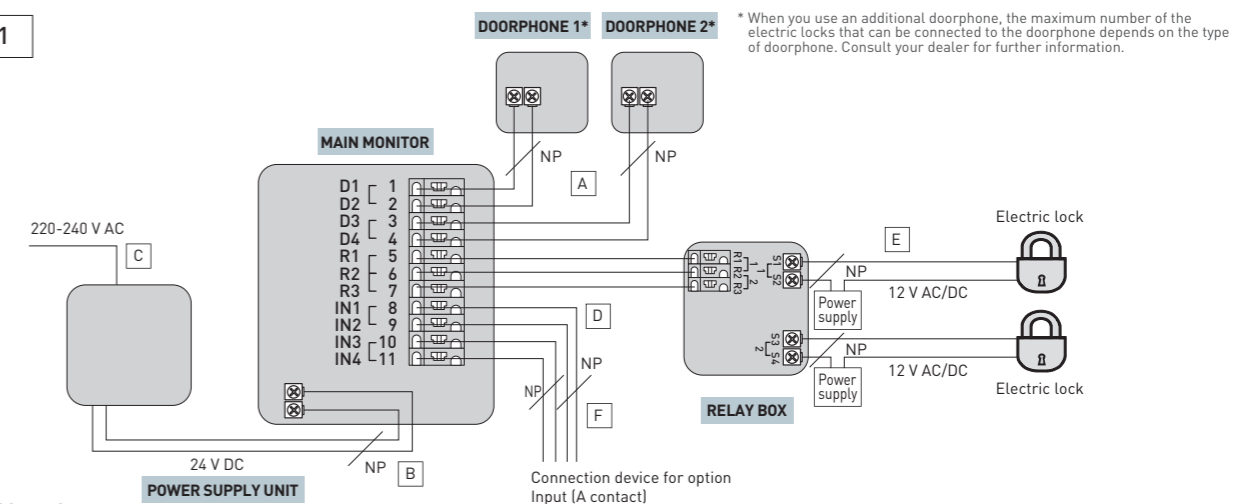 1
DOORPHONE 1*
DOORPHONE 2*
* When you use an additional doorphone, the maximum number of the
electric locks that can be connected to the doorphone depends on the type
of doorphone. Consult your dealer for further information.
NP
NP
A
MAIN MONITOR
D1 1
D2 2
D3 3
D4 4
R1 5
R2 6
R3 7
IN1 8
IN2 9
IN3 10
IN4 11
220-240 V AC
C
24 V DC
NP
B
POWER SUPPLY UNIT
D
NP
NP
F
Connection device for option
Input (A contact)
R1
R2
R3
1
2
1
S1
S2
2
S3
S4
RELAY BOX
E
NP
Power
supply
12 V AC/DC
Electric lock
NP
Power
supply
12 V AC/DC
Electric lock